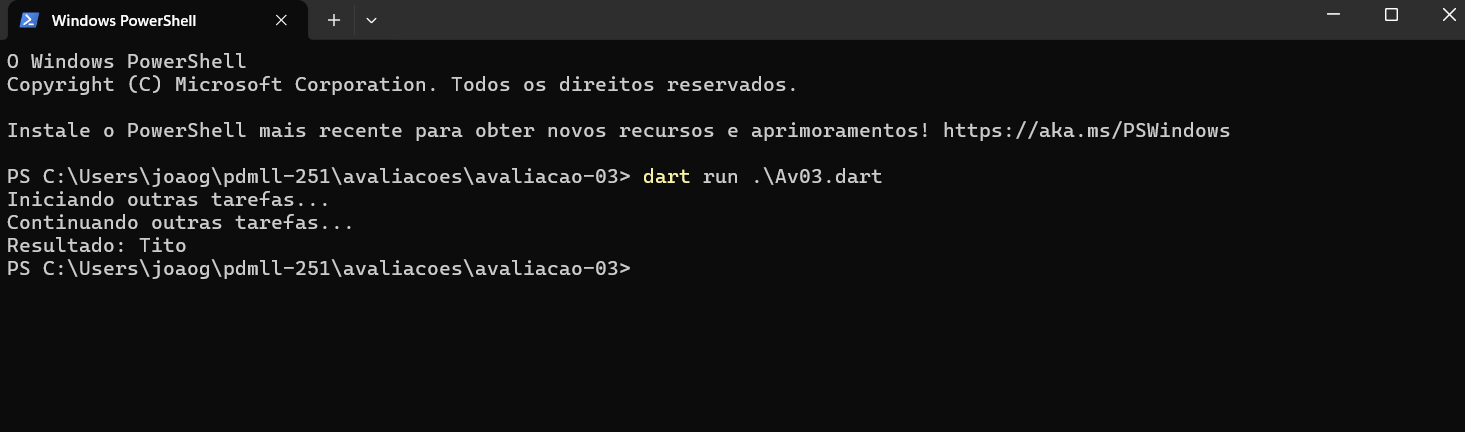 Windows PowerShell
O Windows PowerShell
Copyright (C) Microsoft Corporation. Todos os direitos reservados.
Instale o PowerShell mais recente para obter novos recursos e aprimoramentos! https://aka.ms/PSWindows
PS C:\Users\joaog\pdmll-251\avaliacoes\avaliacao-03> dart run .\Av03.dart
Iniciando outras tarefas...
Continuando outras tarefas...
Resultado: Tito
PS C:\Users\joaog\pdmll-251\avaliacoes\avaliacao-03>